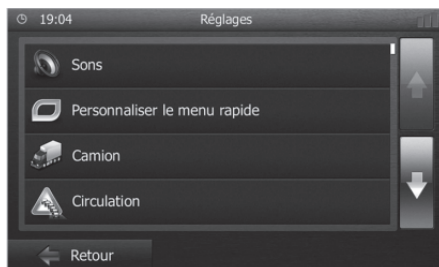 19:04 Réglages
Sons
Personnaliser le menu rapide
Camion
Circulation
Retour